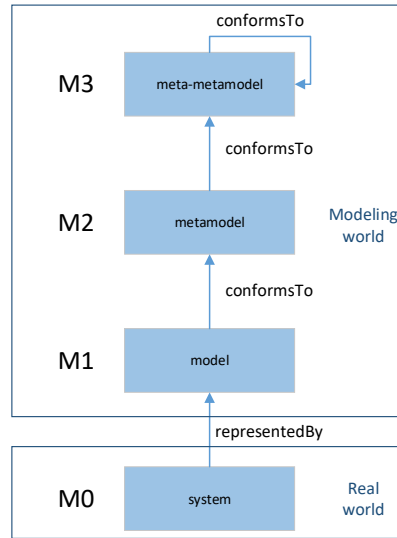 conformsTo
M3
meta-metamodel
conformsTo
M2
metamodel
Modeling
world
conformsTo
M1
model
representedBy
M0
system
Real
world